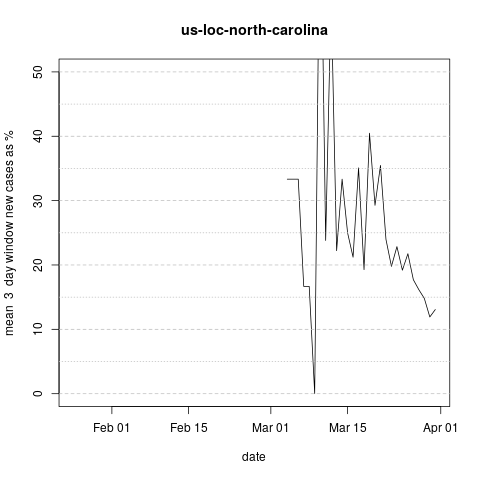 us-loc-north-carolina
mean 3 day window new cases as %
50
40
30
20
10
0
Feb 01 Feb 15 Mar 01 Mar 15 Apr 01
date